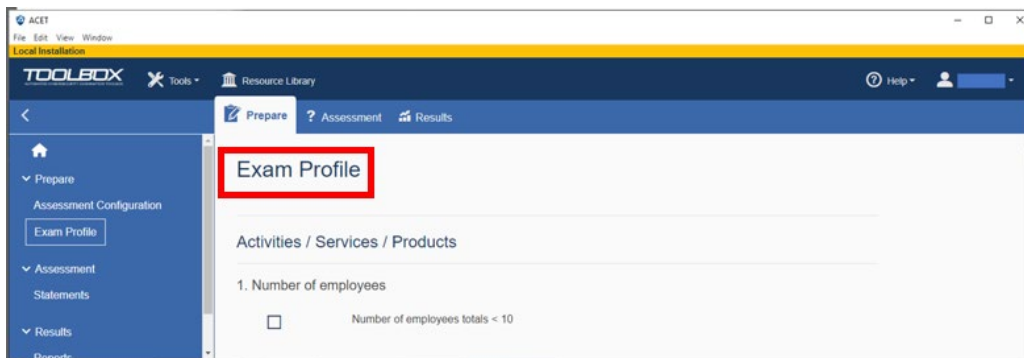 ACET
File Edit View Window
Local Installation
TOOLBOX Tools Resource Library Help
Prepare ? Assessment Results
Prepare
Assessment Configuration
Exam Profile
Assessment
Statements
Results
Reports
Exam Profile
Activities / Services / Products
1. Number of employees
Number of employees totals < 10